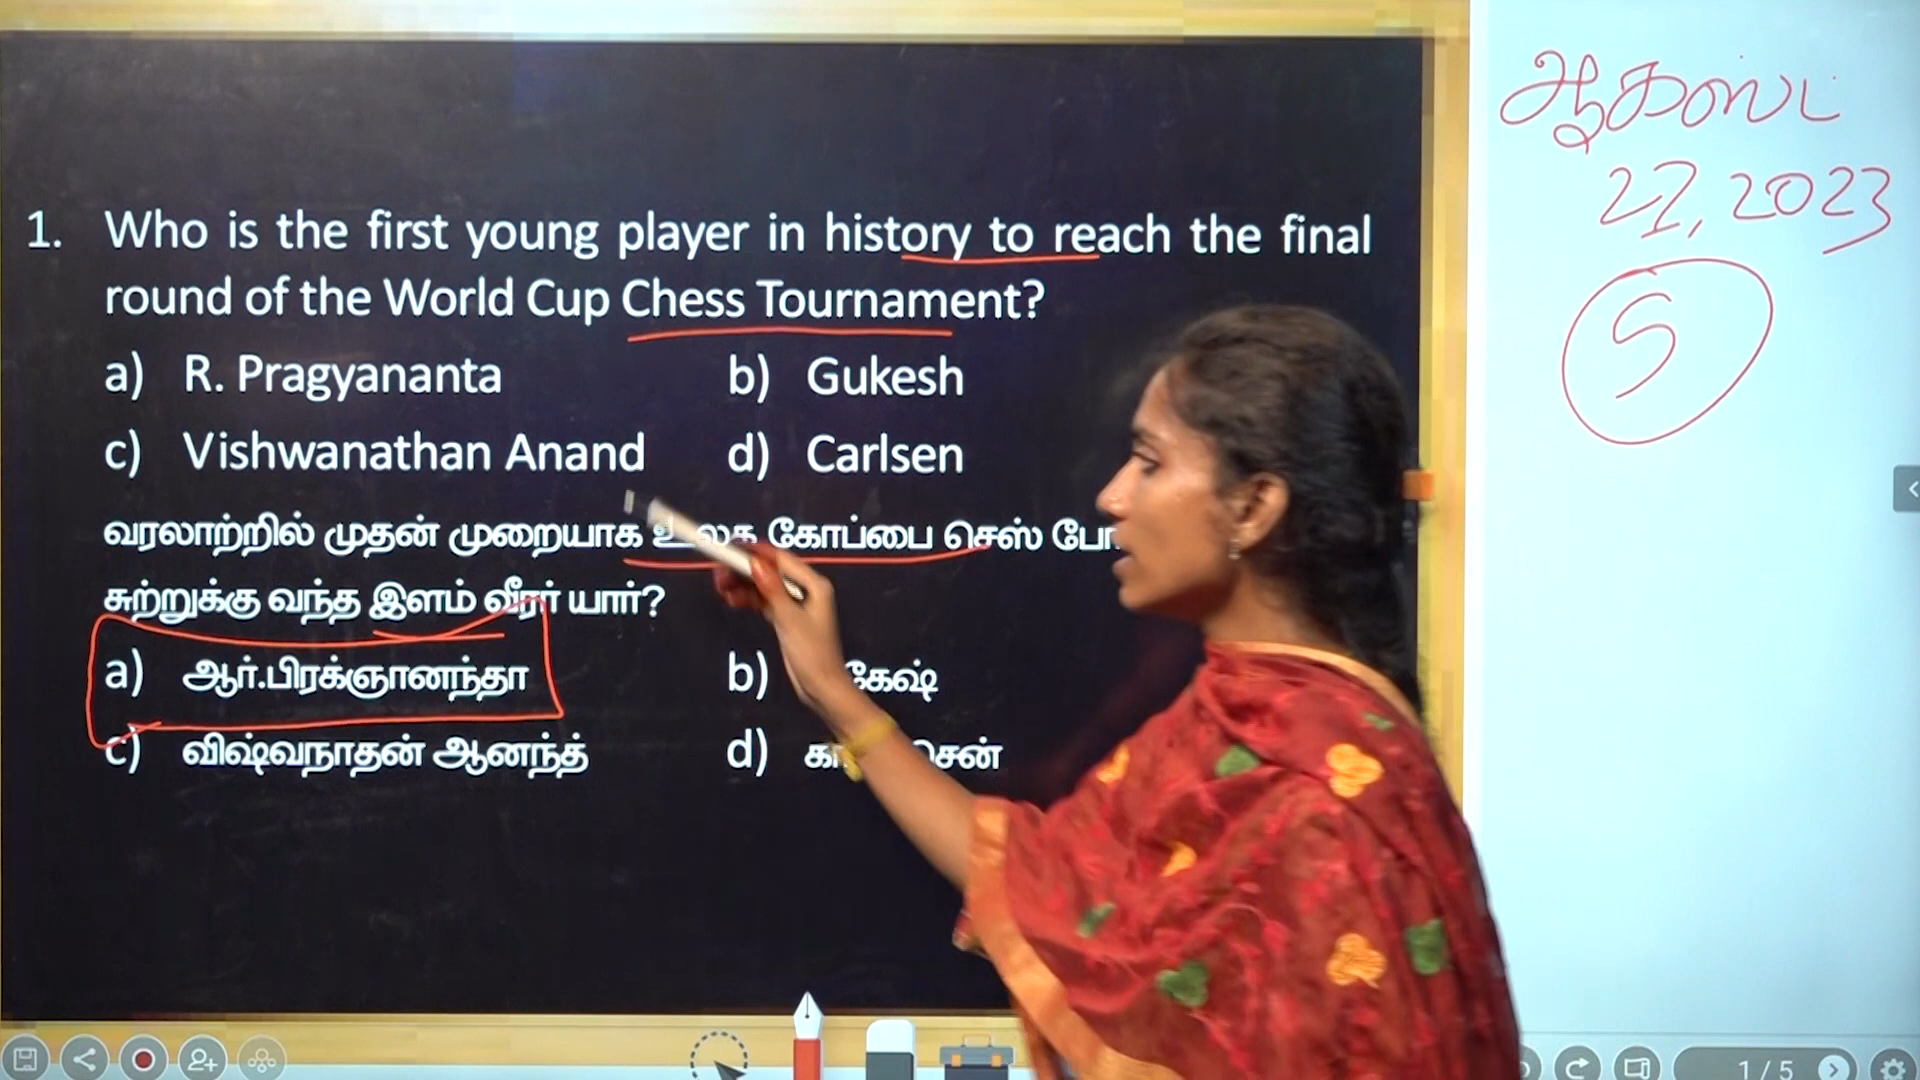 1. Who is the first young player in history to reach the final
round of the World Cup Chess Tournament?
a) R. Pragyananta b) Gukesh
c) Vishwanathan Anand d) Carlsen
வரலாற்றில் முதன் முறையாக உலக கோப்பை செஸ்
சுற்றுக்கு வந்த இளம் வீரர் யார்?
a) ஆர்.பிரக்ஞானந்தா b) கேஷ்
c) விஷ்வநாதன் ஆனந்த் d)
ஆகஸ்ட்
27, 2023
5
1 / 5